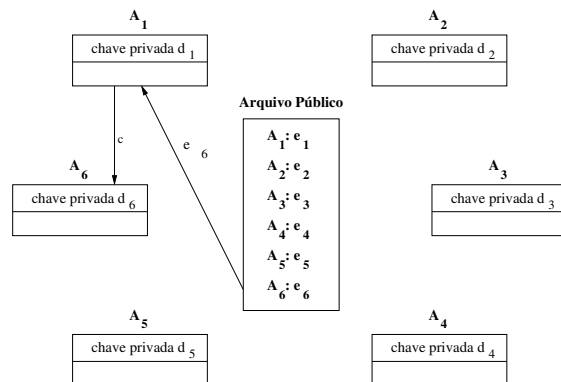 A1
chave privada d1
A2
chave privada d2
Arquivo Público
A1: e1
A2: e2
A3: e3
A4: e4
A5: e5
A6: e6
c
e6
A6
chave privada d6
A3
chave privada d3
A5
chave privada d5
A4
chave privada d4